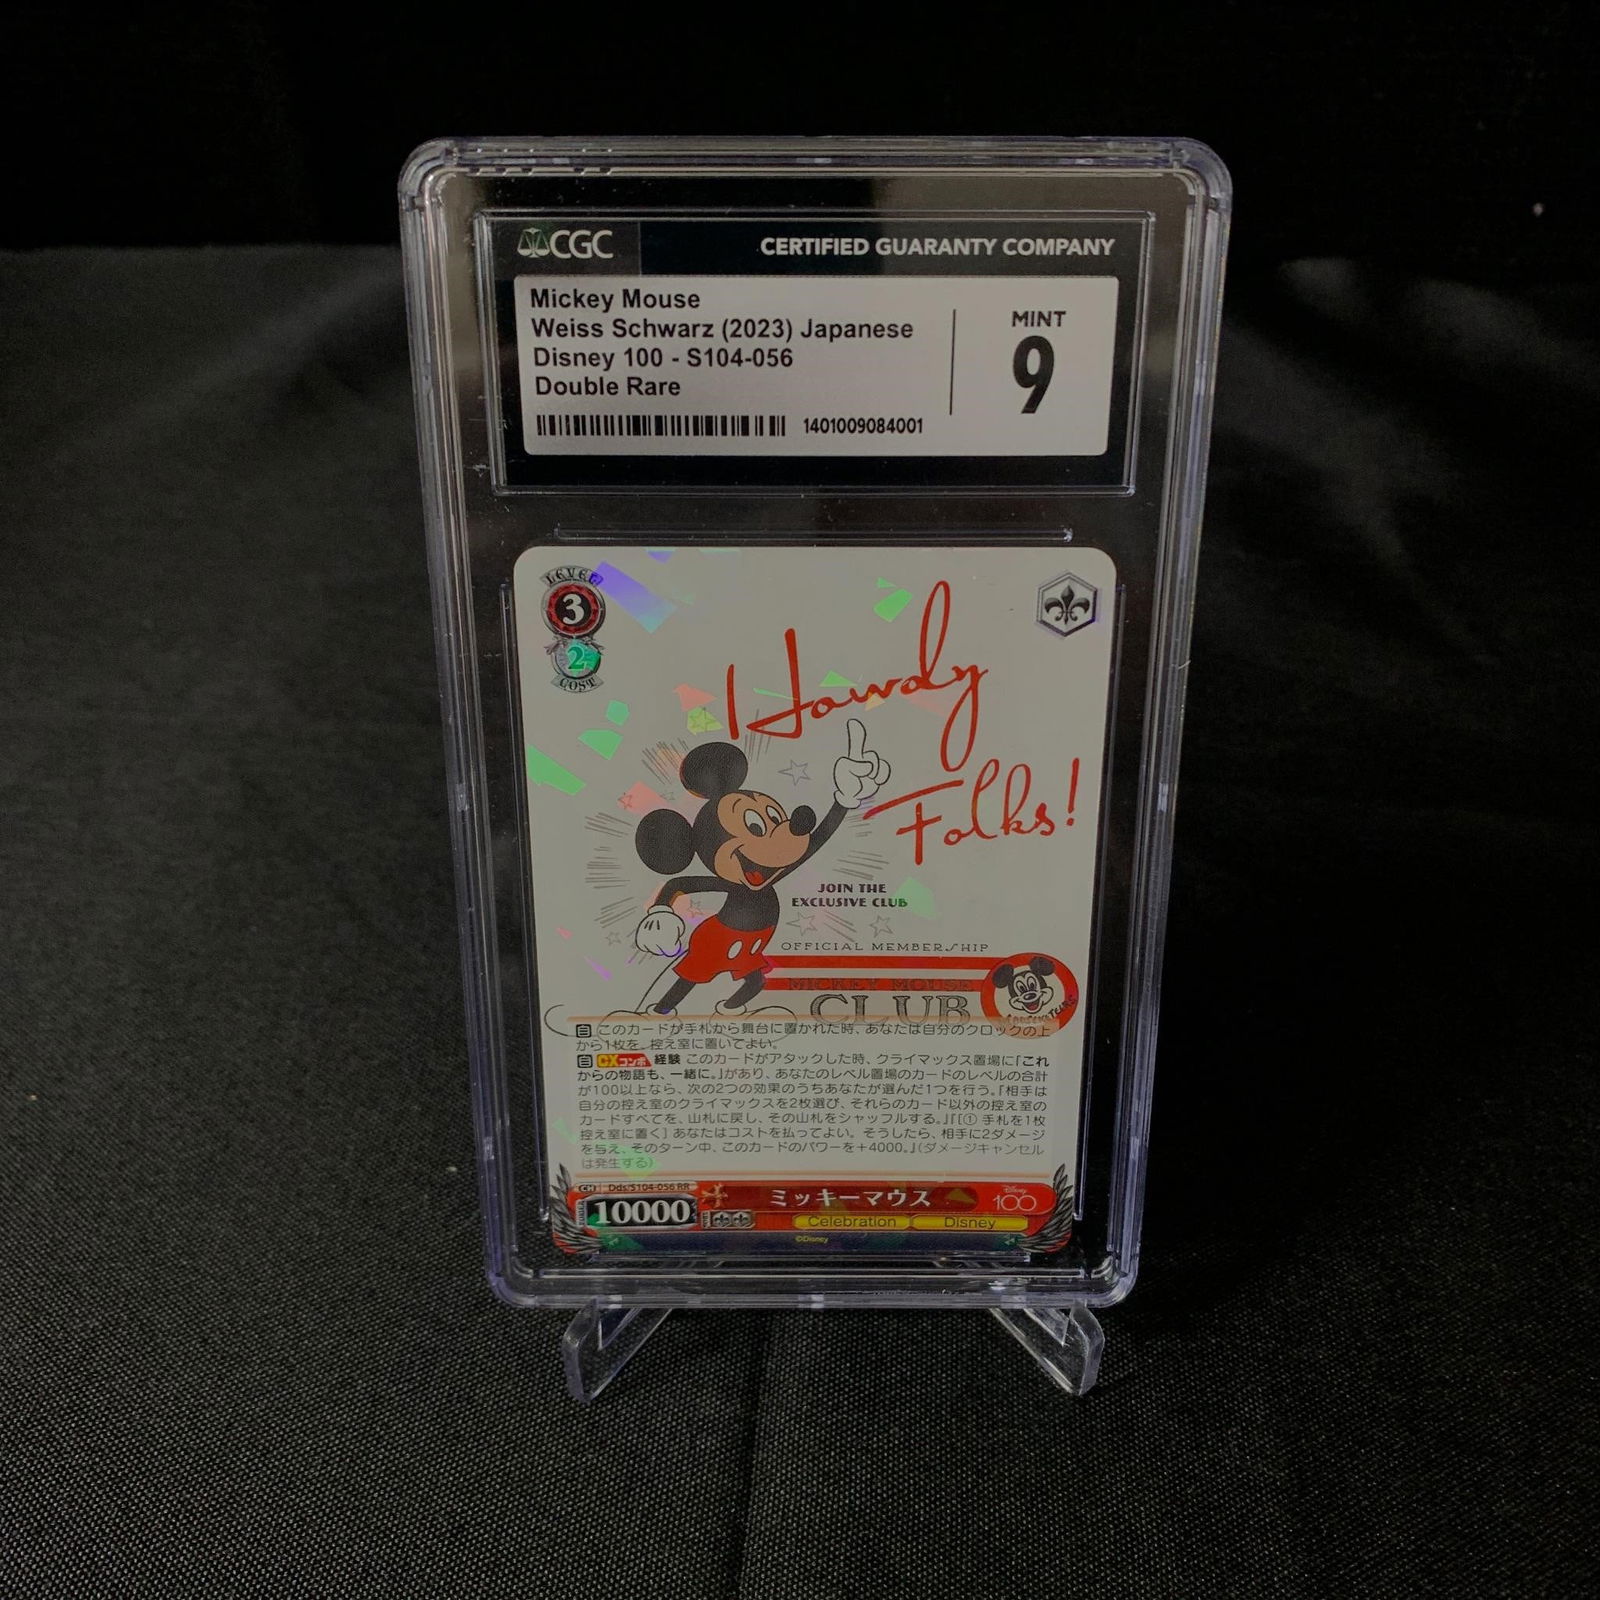 CGC CERTIFIED GUARANTY COMPANY
Mickey Mouse
Weiss Schwarz (2023) Japanese
Disney 100 - S104-056
Double Rare
MINT
9
1401009084001
LEVEL
3
2
COST
Howdy
Folks!
JOIN THE
EXCLUSIVE CLUB
OFFICIAL MEMBERSHIP
MICKEY MOUSE
CLUB
MOUSEKETEERS
このカードが手札から舞台に置かれた時、あなたは自分のクロックの上
から1枚を、控え室に置いてよい。
CXコンボ 経験 このカードがアタックした時、クライマックス置場に「これ
からの物語も、一緒に。」があり、あなたのレベル置場のカードのレベルの合計
が100以上なら、次の2つの効果のうちあなたが選んだ1つを行う。『相手は
自分の控え室のクライマックスを2枚選び、それらのカード以外の控え室の
カードすべてを、山札に戻し、その山札をシャッフルする。』『[① 手札を1枚
控え室に置く] あなたはコストを払ってよい。そうしたら、相手に2ダメージ
を与え、そのターン中、このカードのパワーを+4000。』(ダメージキャンセル
は発生する)
CH Dds/S104-056 RR
POWER 10000 ミッキーマウス Disney 100
Celebration Disney
©Disney